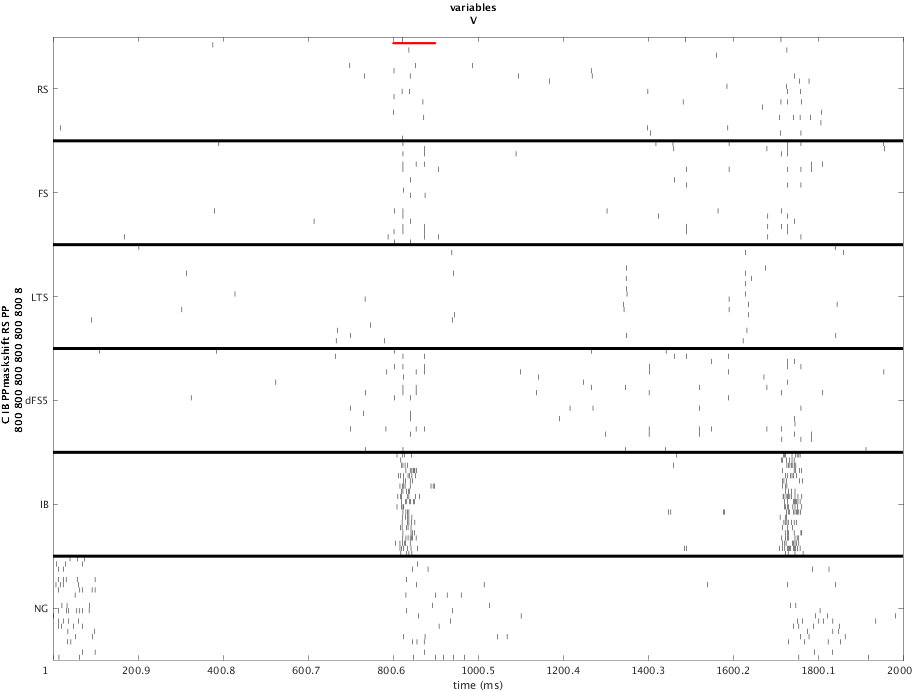 variables
V
RS
FS
LTS
dFS5
IB
NG
C IB PPmaskshift RS PP
800 800 800 800 800 8
1
200.9
400.8
600.7
800.6
1000.5
1200.4
1400.3
1600.2
1800.1
2000
time (ms)